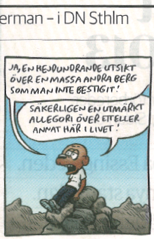 erman – i DN Sthlm
JA, EN HEJDUNDRANDE UTSIKT
ÖVER EN MASSA ANDRA BERG
SOM MAN INTE BESTIGIT!
SÄKERLIGEN EN UTMÄRKT
ALLEGORI ÖVER ETT ELLER
ANNAT HÄR I LIVET!